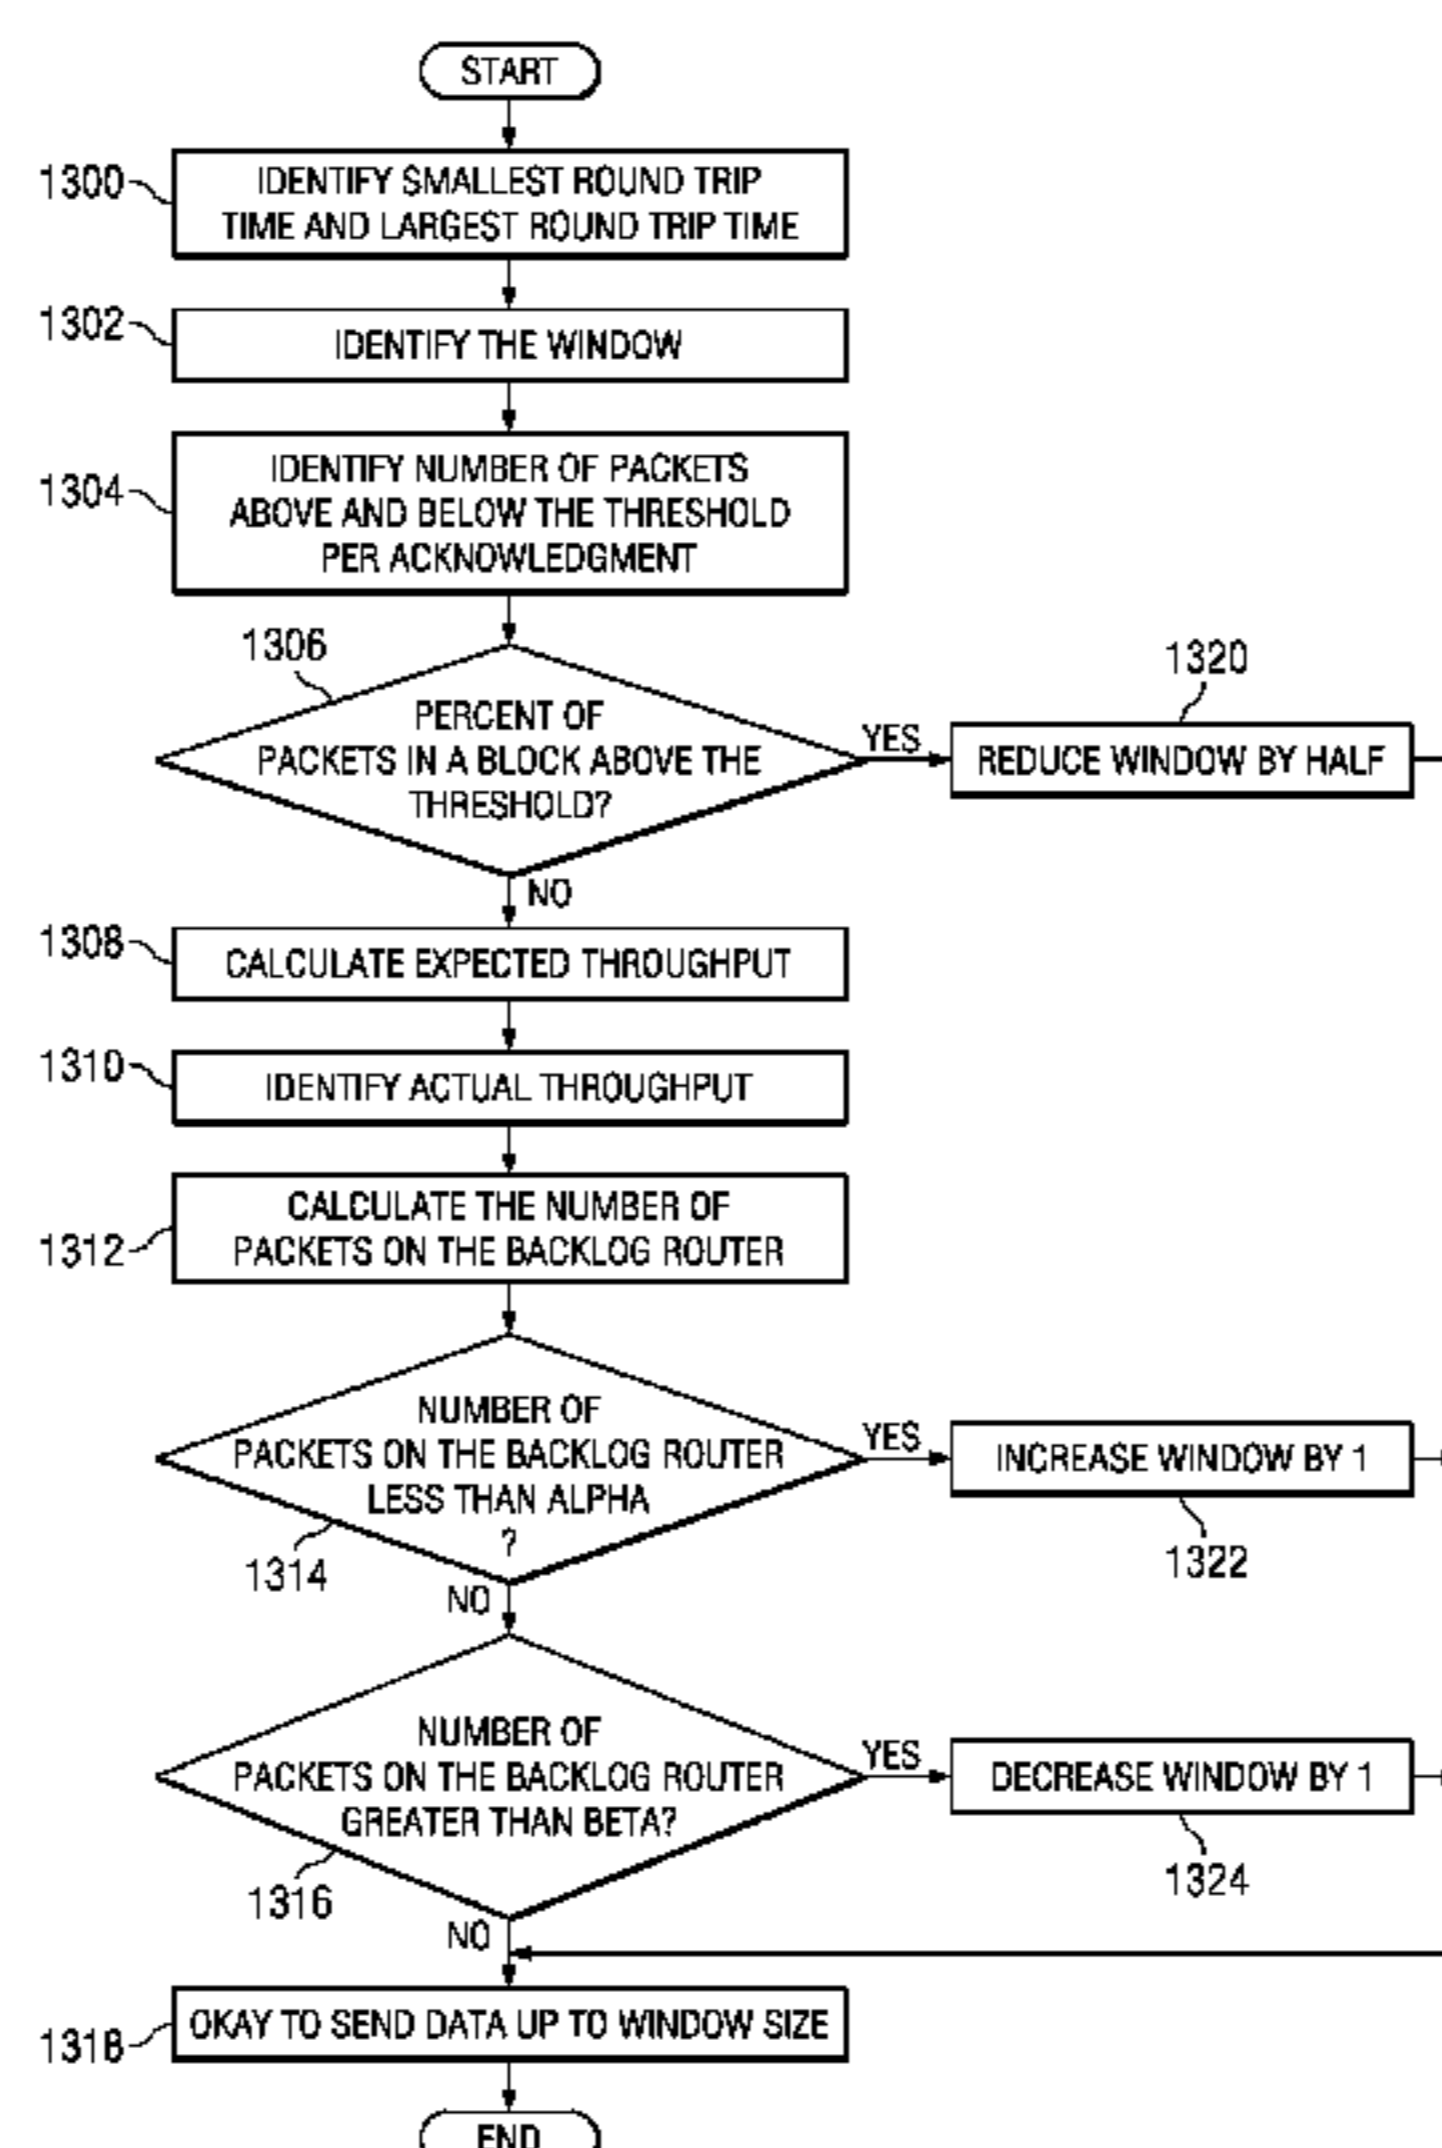 START
1300
IDENTIFY SMALLEST ROUND TRIP
TIME AND LARGEST ROUND TRIP TIME
1302
IDENTIFY THE WINDOW
1304
IDENTIFY NUMBER OF PACKETS
ABOVE AND BELOW THE THRESHOLD
PER ACKNOWLEDGMENT
1306
PERCENT OF
PACKETS IN A BLOCK ABOVE THE
THRESHOLD?
YES
1320
REDUCE WINDOW BY HALF
NO
1308
CALCULATE EXPECTED THROUGHPUT
1310
IDENTIFY ACTUAL THROUGHPUT
1312
CALCULATE THE NUMBER OF
PACKETS ON THE BACKLOG ROUTER
NUMBER OF
PACKETS ON THE BACKLOG ROUTER
LESS THAN ALPHA
?
1314
YES
INCREASE WINDOW BY 1
1322
NO
NUMBER OF
PACKETS ON THE BACKLOG ROUTER
GREATER THAN BETA?
1316
YES
DECREASE WINDOW BY 1
1324
NO
1318
OKAY TO SEND DATA UP TO WINDOW SIZE
END